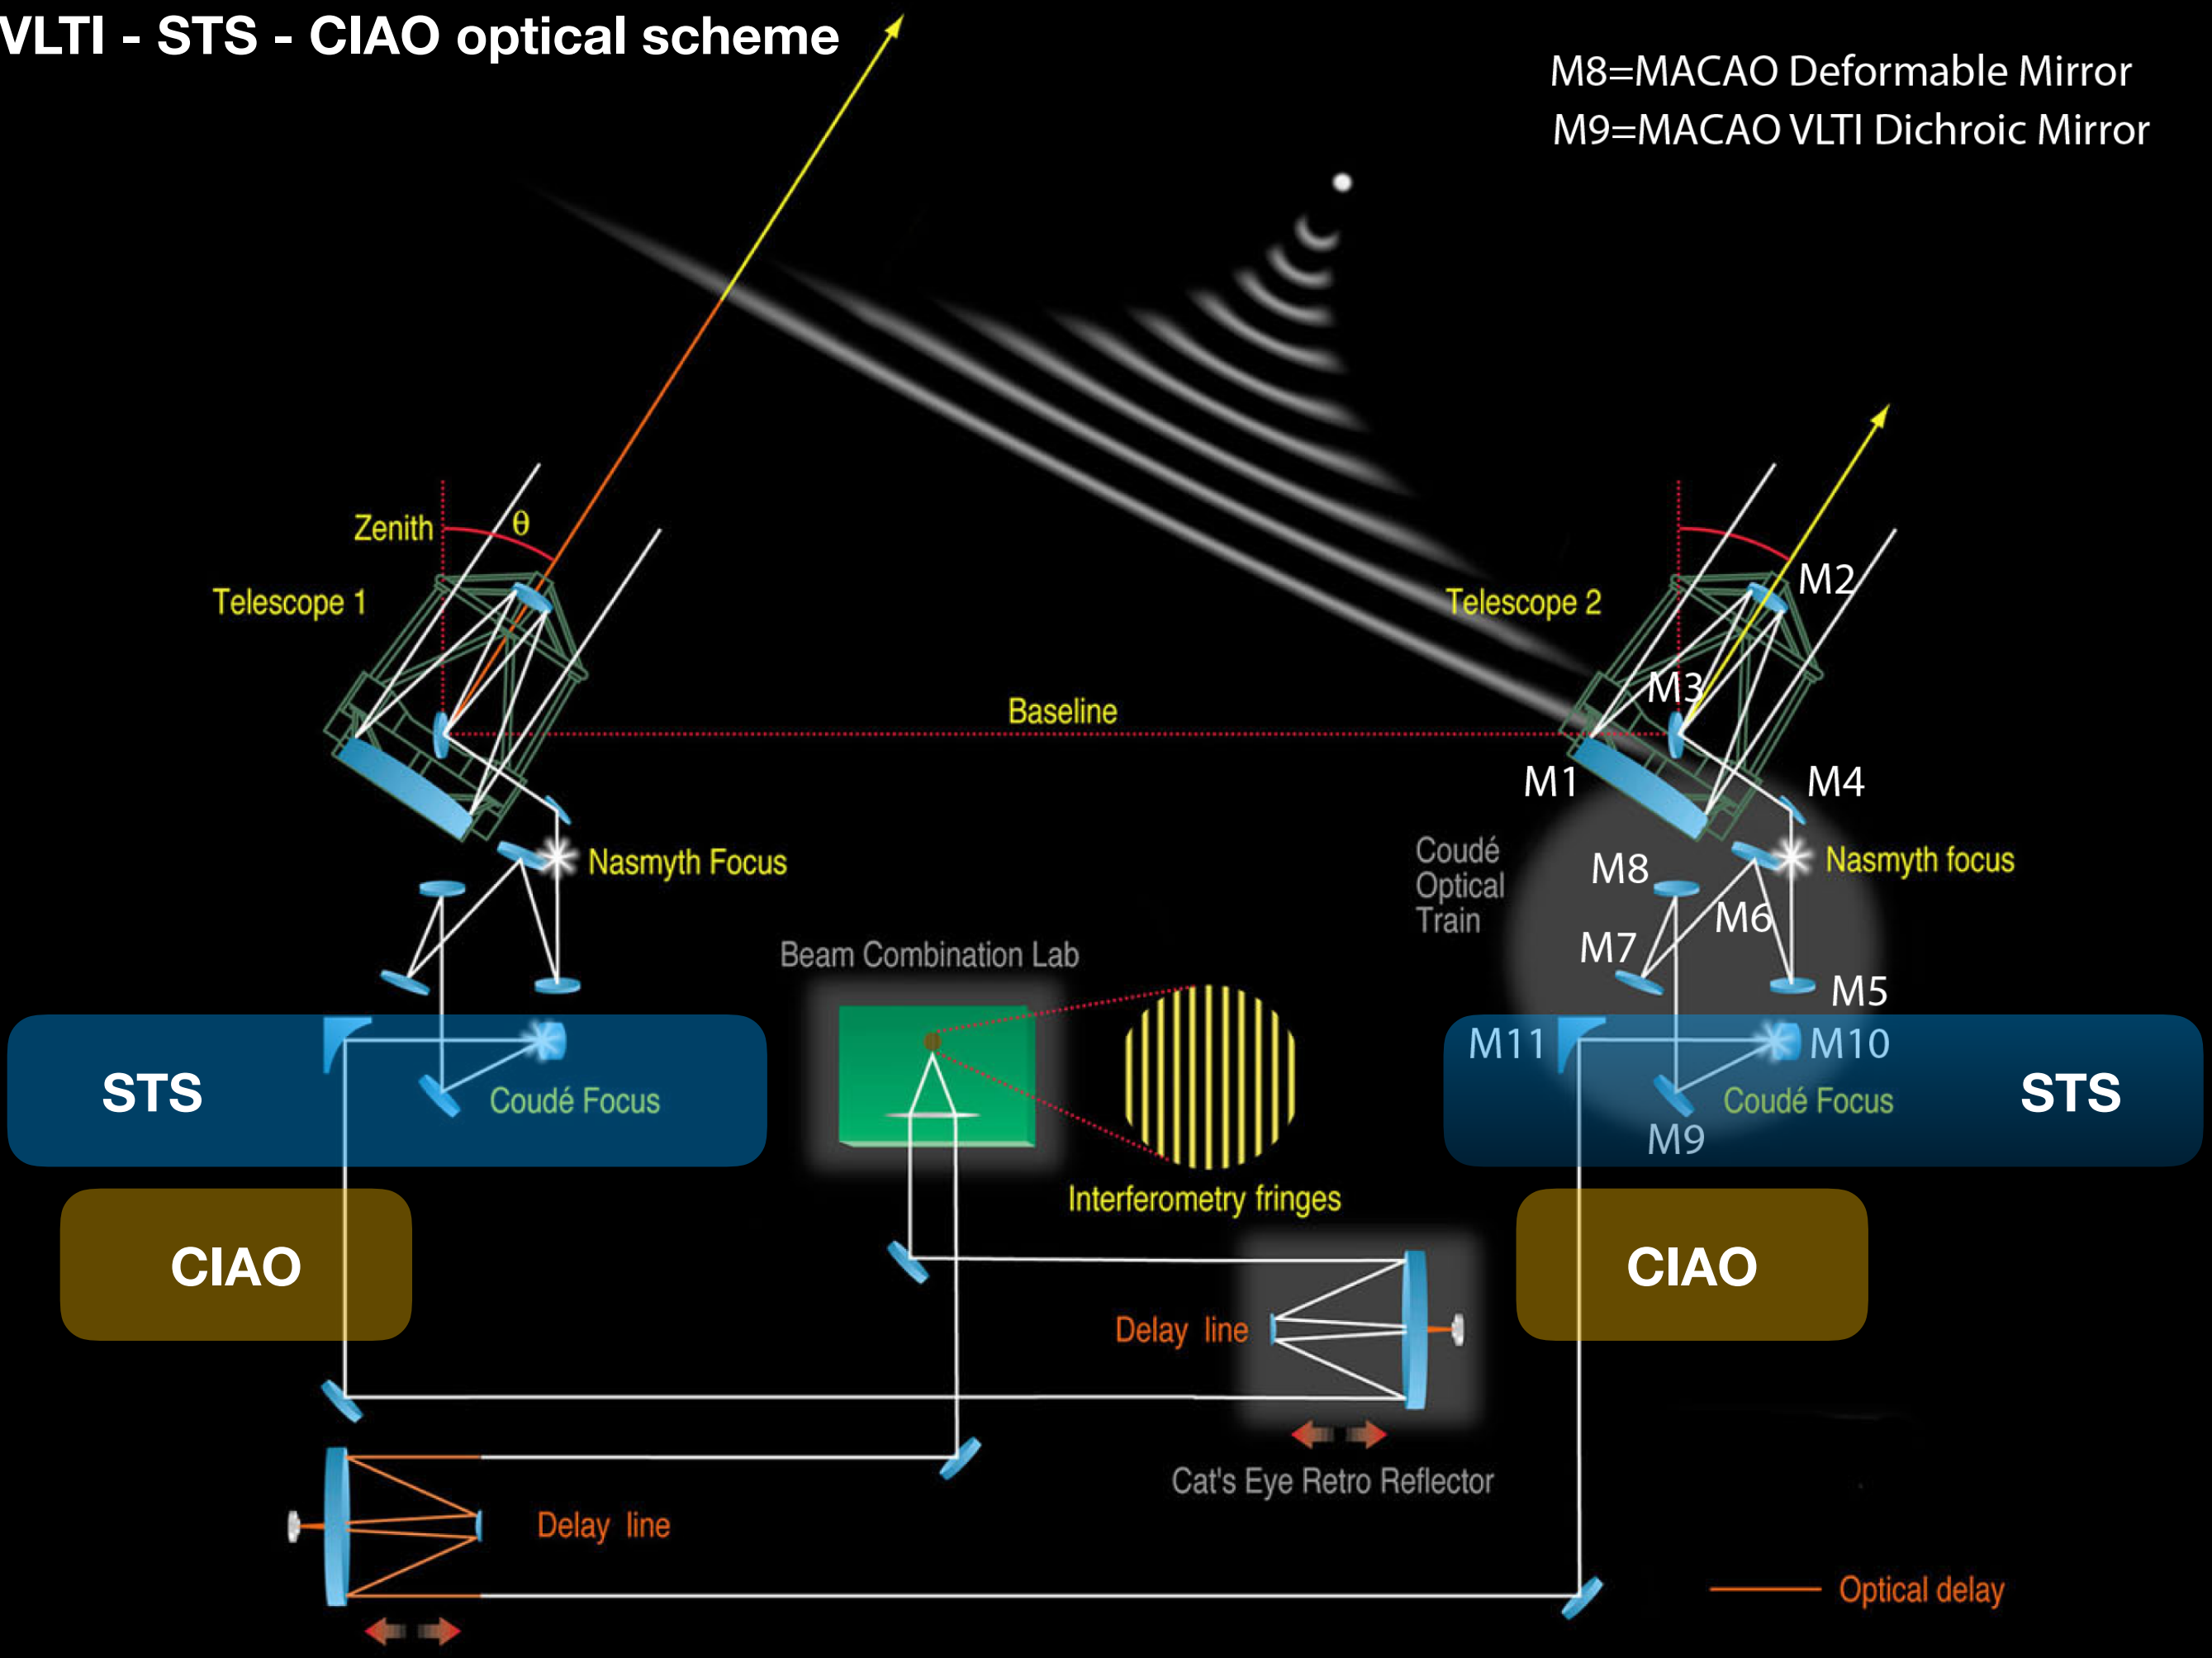 VLTI - STS - CIAO optical scheme
M8=MACAO Deformable Mirror
M9=MACAO VLTI Dichroic Mirror
Zenith
θ
Telescope 1
Telescope 2
M2
M3
Baseline
M1
M4
Nasmyth Focus
Coudé
Optical
Train
M8
Nasmyth focus
M6
M7
M5
Beam Combination Lab
M11
M10
STS
Coudé Focus
Coudé Focus
STS
M9
Interferometry fringes
CIAO
CIAO
Delay line
Cat's Eye Retro Reflector
Delay line
Optical delay